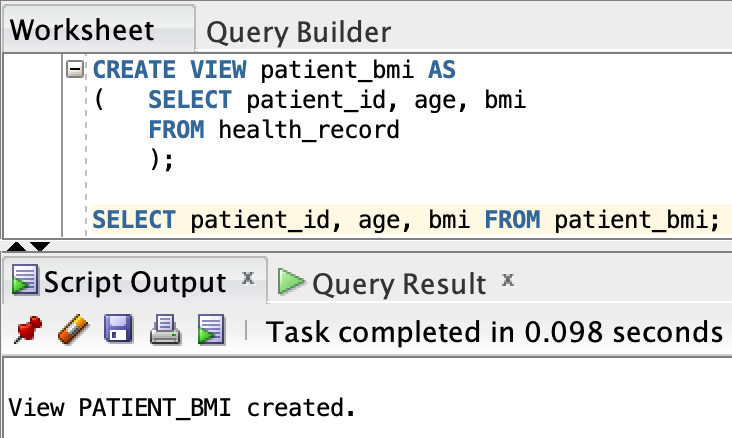 Worksheet Query Builder
CREATE VIEW patient_bmi AS
( SELECT patient_id, age, bmi
FROM health_record
);
SELECT patient_id, age, bmi FROM patient_bmi;
Script Output x Query Result x
Task completed in 0.098 seconds
View PATIENT_BMI created.